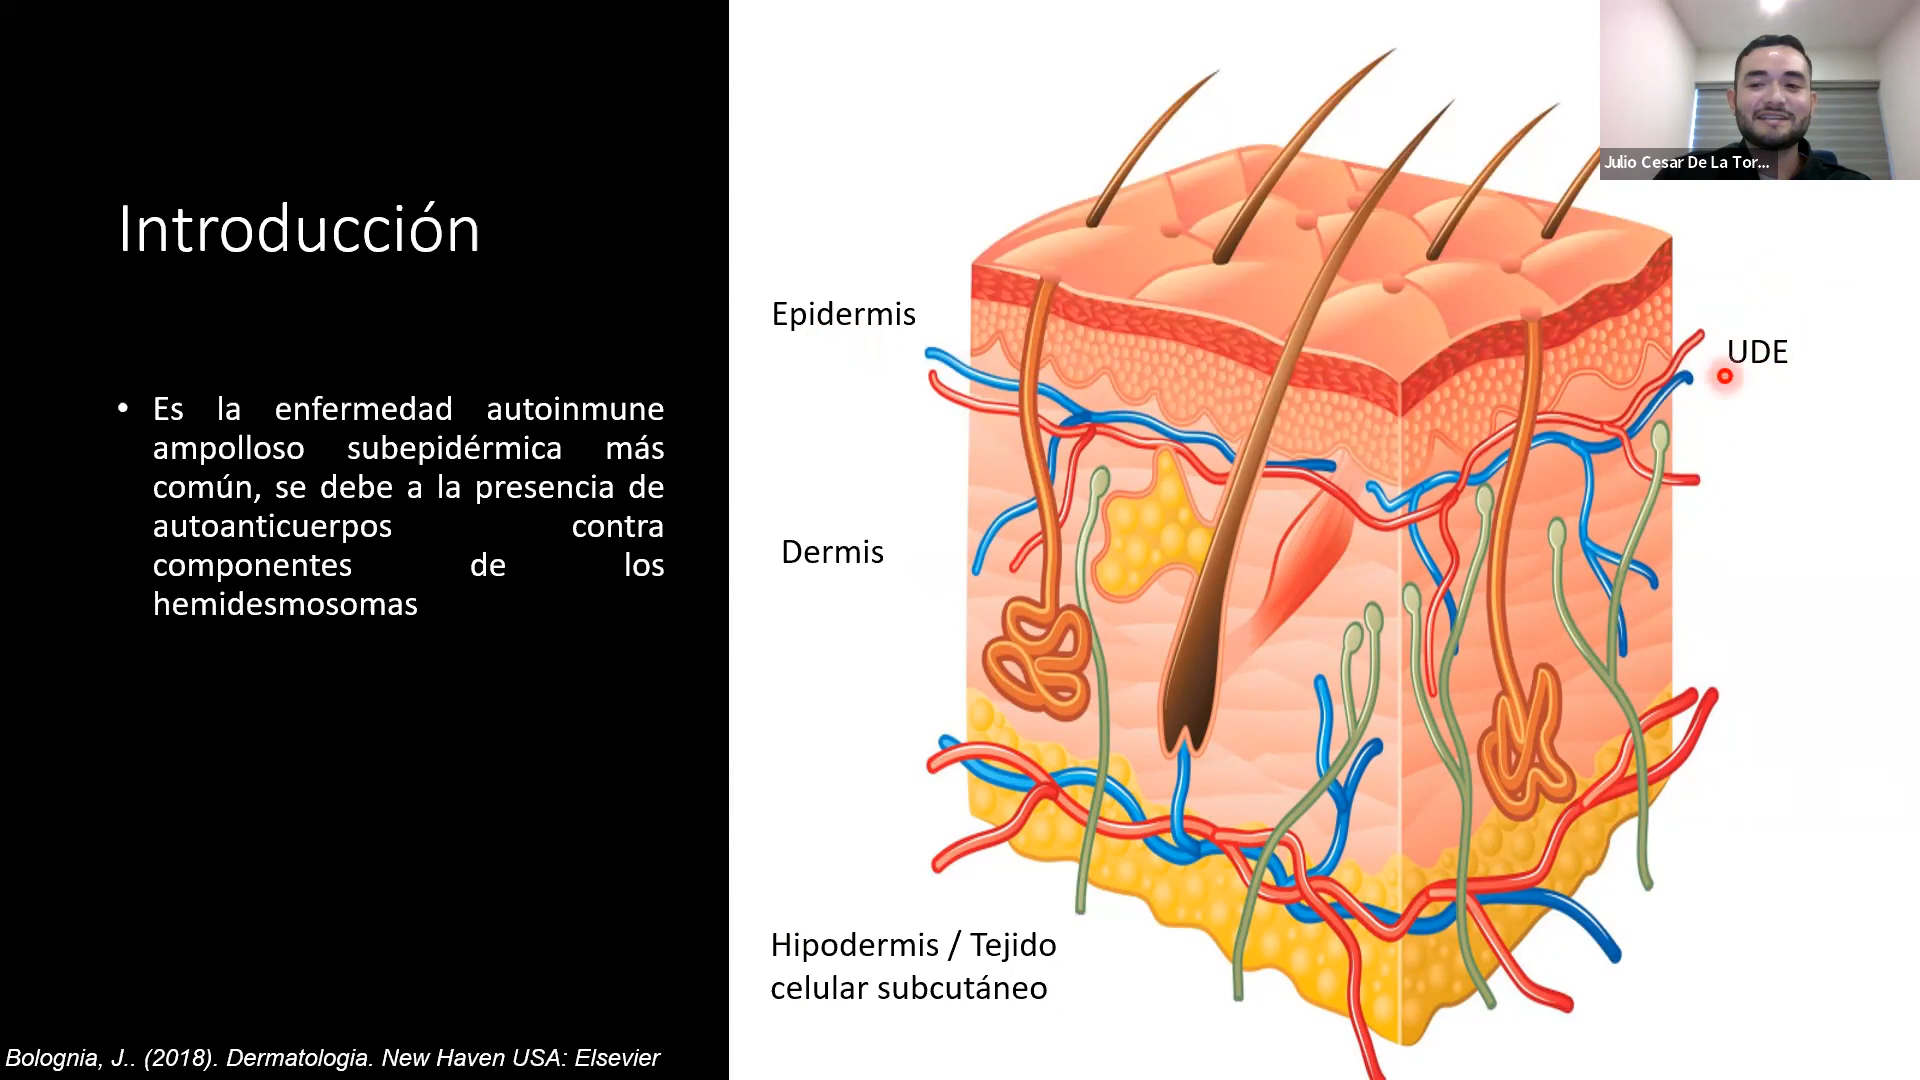 Introducción
• Es la enfermedad autoinmune
ampolloso subepidérmica más
común, se debe a la presencia de
autoanticuerpos contra
componentes de los
hemidesmosomas
Bolognia, J.. (2018). Dermatologia. New Haven USA: Elsevier
Epidermis
Dermis
Hipodermis / Tejido
celular subcutáneo
UDE
Julio Cesar De La Tor...